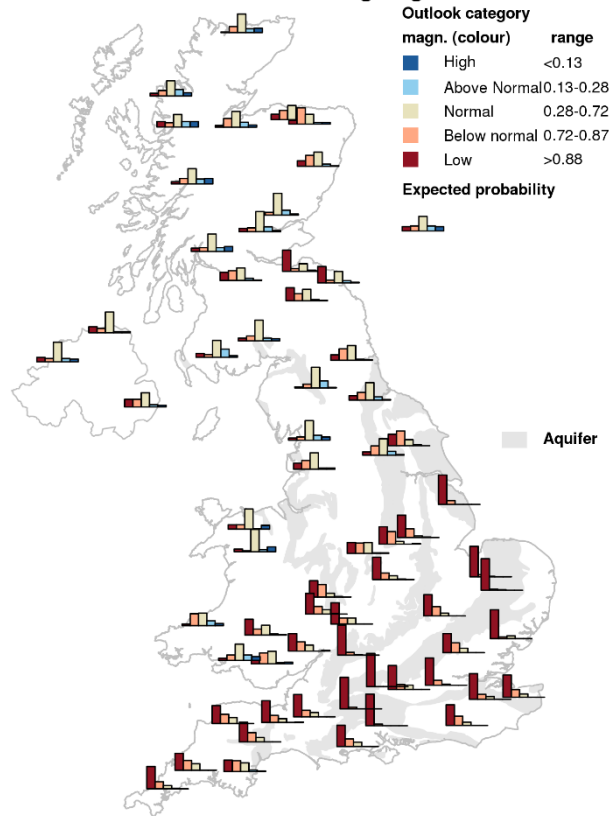 Outlook category
magn. (colour) range
High <0.13
Above Normal 0.13-0.28
Normal 0.28-0.72
Below normal 0.72-0.87
Low >0.88
Expected probability
Aquifer